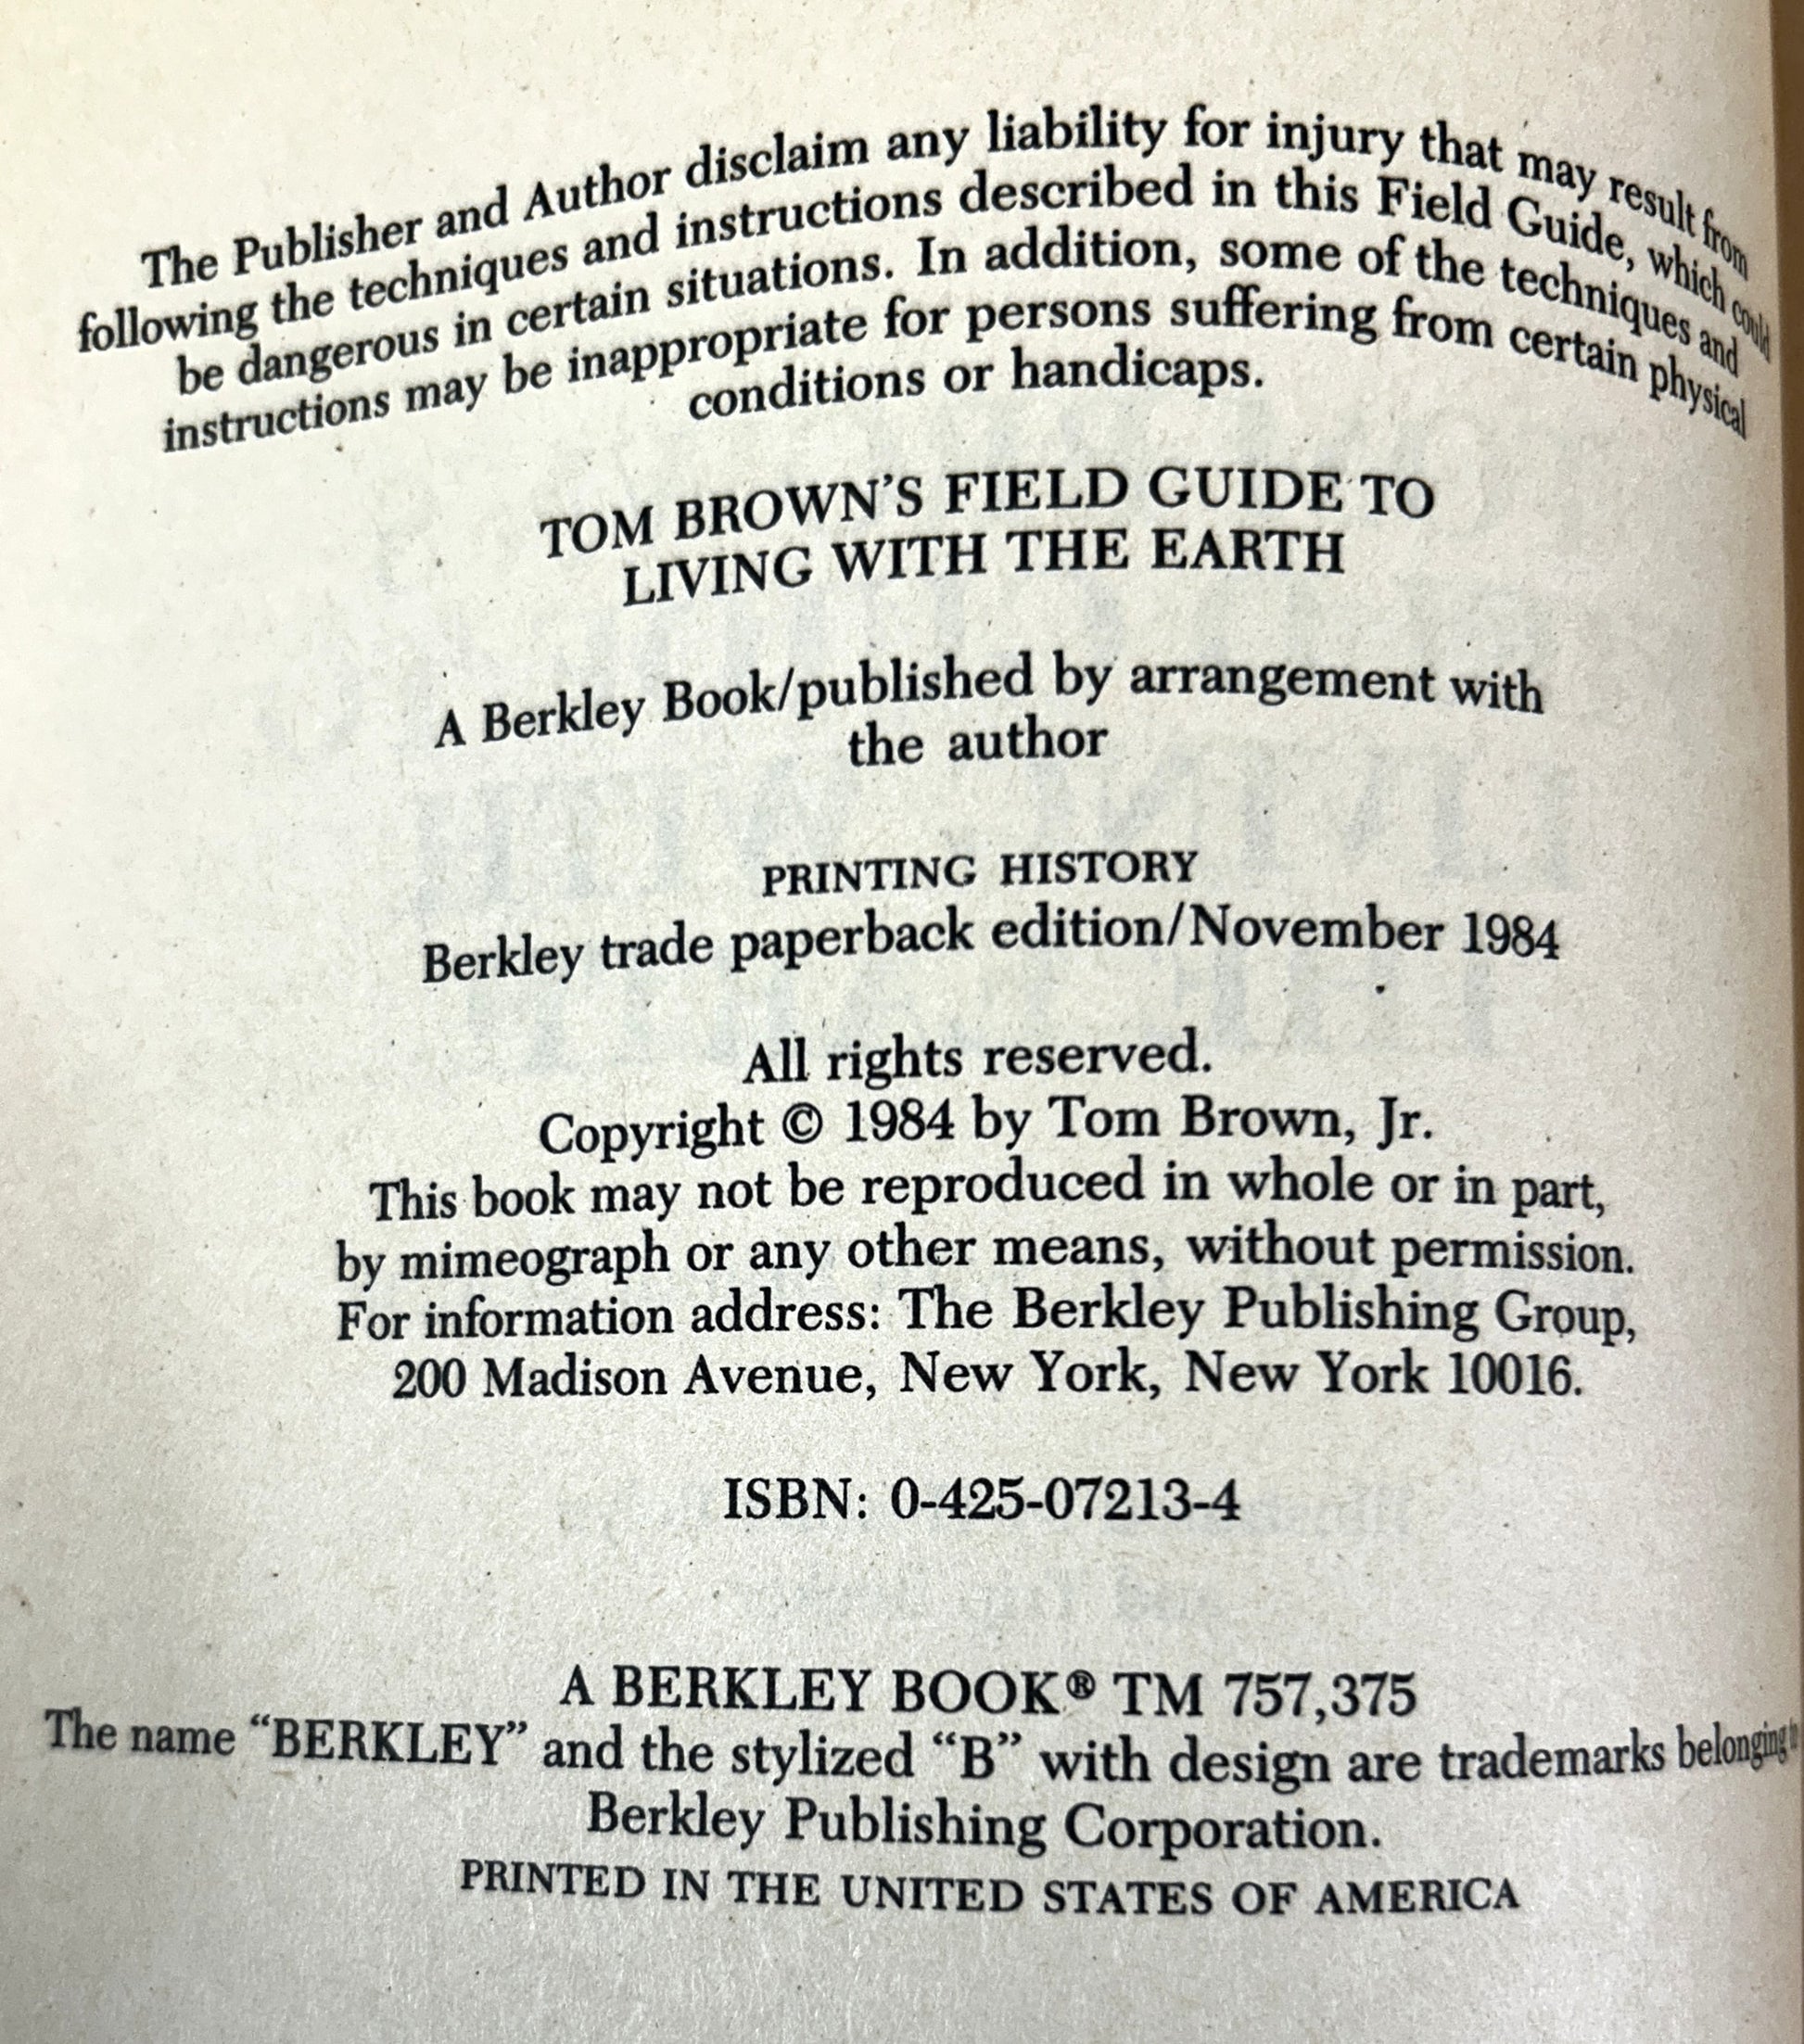 The Publisher and Author disclaim any liability for injury that may result from
following the techniques and instructions described in this Field Guide, which could
be dangerous in certain situations. In addition, some of the techniques and
instructions may be inappropriate for persons suffering from certain physical
conditions or handicaps.
TOM BROWN'S FIELD GUIDE TO
LIVING WITH THE EARTH
A Berkley Book/published by arrangement with
the author
PRINTING HISTORY
Berkley trade paperback edition/November 1984
All rights reserved.
Copyright © 1984 by Tom Brown, Jr.
This book may not be reproduced in whole or in part,
by mimeograph or any other means, without permission.
For information address: The Berkley Publishing Group,
200 Madison Avenue, New York, New York 10016.
ISBN: 0-425-07213-4
A BERKLEY BOOK® TM 757,375
The name “BERKLEY” and the stylized “B” with design are trademarks belonging to
Berkley Publishing Corporation.
PRINTED IN THE UNITED STATES OF AMERICA